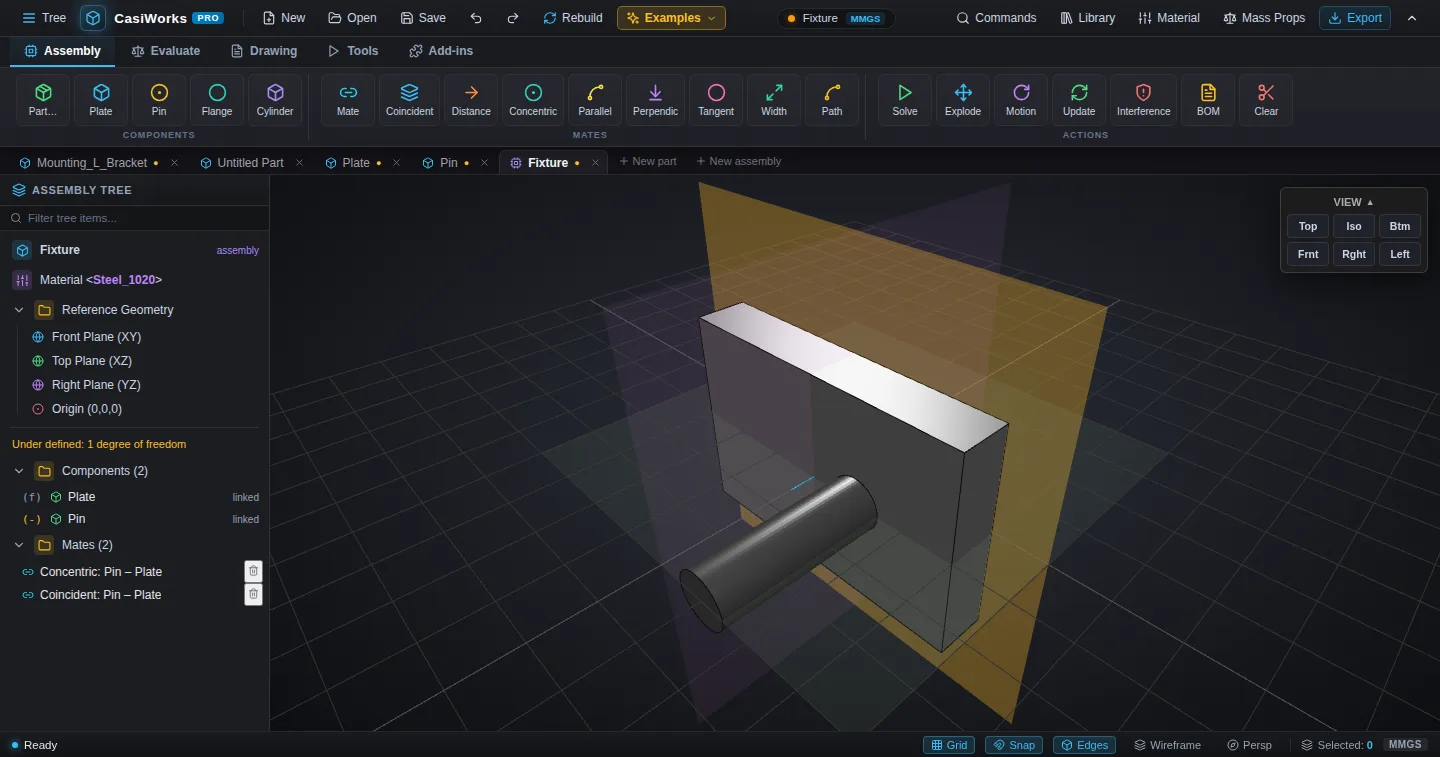 Tree CasiWorks PRO New Open Save Rebuild Examples Fixture MMGS Commands Library Material Mass Props Export
Assembly Evaluate Drawing Tools Add-ins
Part… Plate Pin Flange Cylinder Mate Coincident Distance Concentric Parallel Perpendic Tangent Width Path Solve Explode Motion Update Interference BOM Clear
COMPONENTS MATES ACTIONS
Mounting_L_Bracket Untitled Part Plate Pin Fixture New part New assembly
ASSEMBLY TREE
Filter tree items...
Fixture assembly
Material <Steel_1020>
Reference Geometry
Front Plane (XY)
Top Plane (XZ)
Right Plane (YZ)
Origin (0,0,0)
Under defined: 1 degree of freedom
Components (2)
(f) Plate linked
(-) Pin linked
Mates (2)
Concentric: Pin – Plate
Coincident: Pin – Plate
VIEW ▲
Top Iso Btm
Frnt Rght Left
Ready Grid Snap Edges Wireframe Persp Selected: 0 MMGS